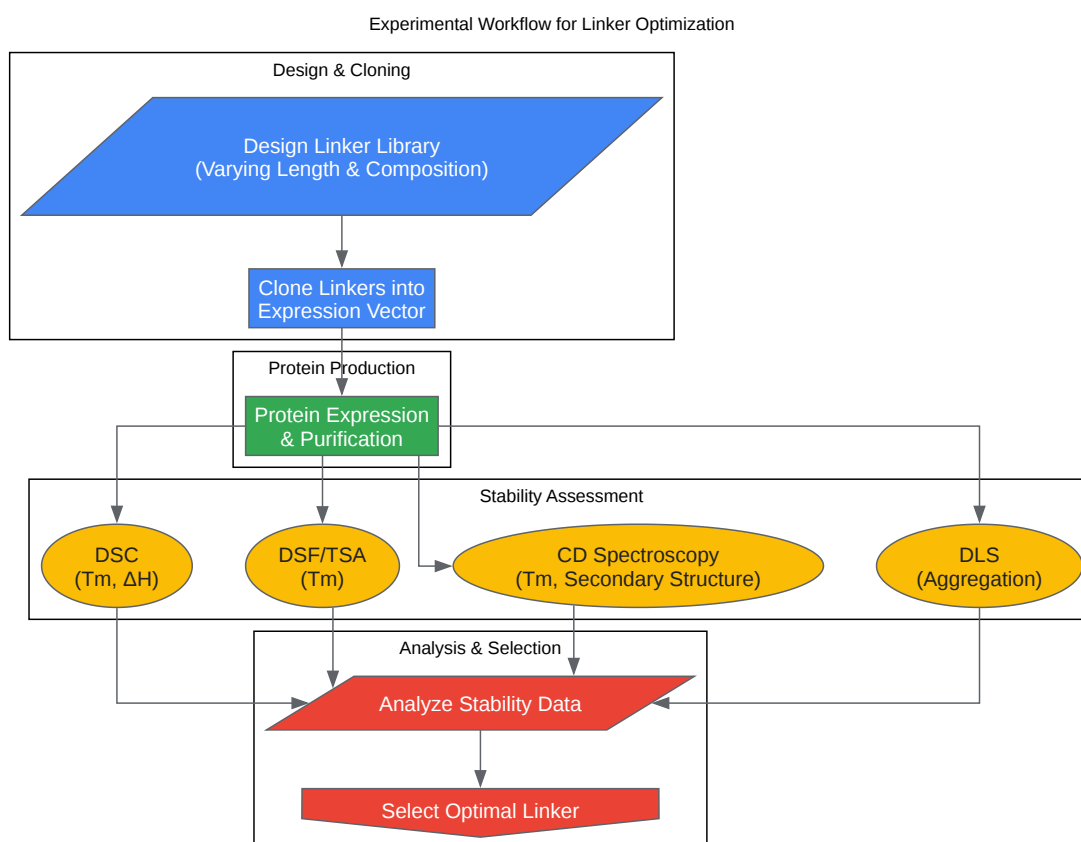 Experimental Workflow for Linker Optimization
Design & Cloning
Design Linker Library
(Varying Length & Composition)
Clone Linkers into
Expression Vector
Protein Production
Protein Expression
& Purification
Stability Assessment
DSC
(Tm, ΔH)
DSF/TSA
(Tm)
CD Spectroscopy
(Tm, Secondary Structure)
DLS
(Aggregation)
Analysis & Selection
Analyze Stability Data
Select Optimal Linker